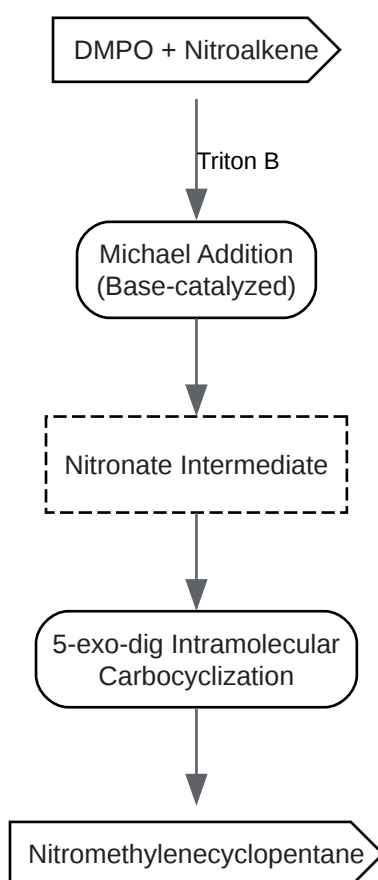 DMPO + Nitroalkene
Triton B
Michael Addition
(Base-catalyzed)
Nitronate Intermediate
5-exo-dig Intramolecular
Carbocyclization
Nitromethylenecyclopentane